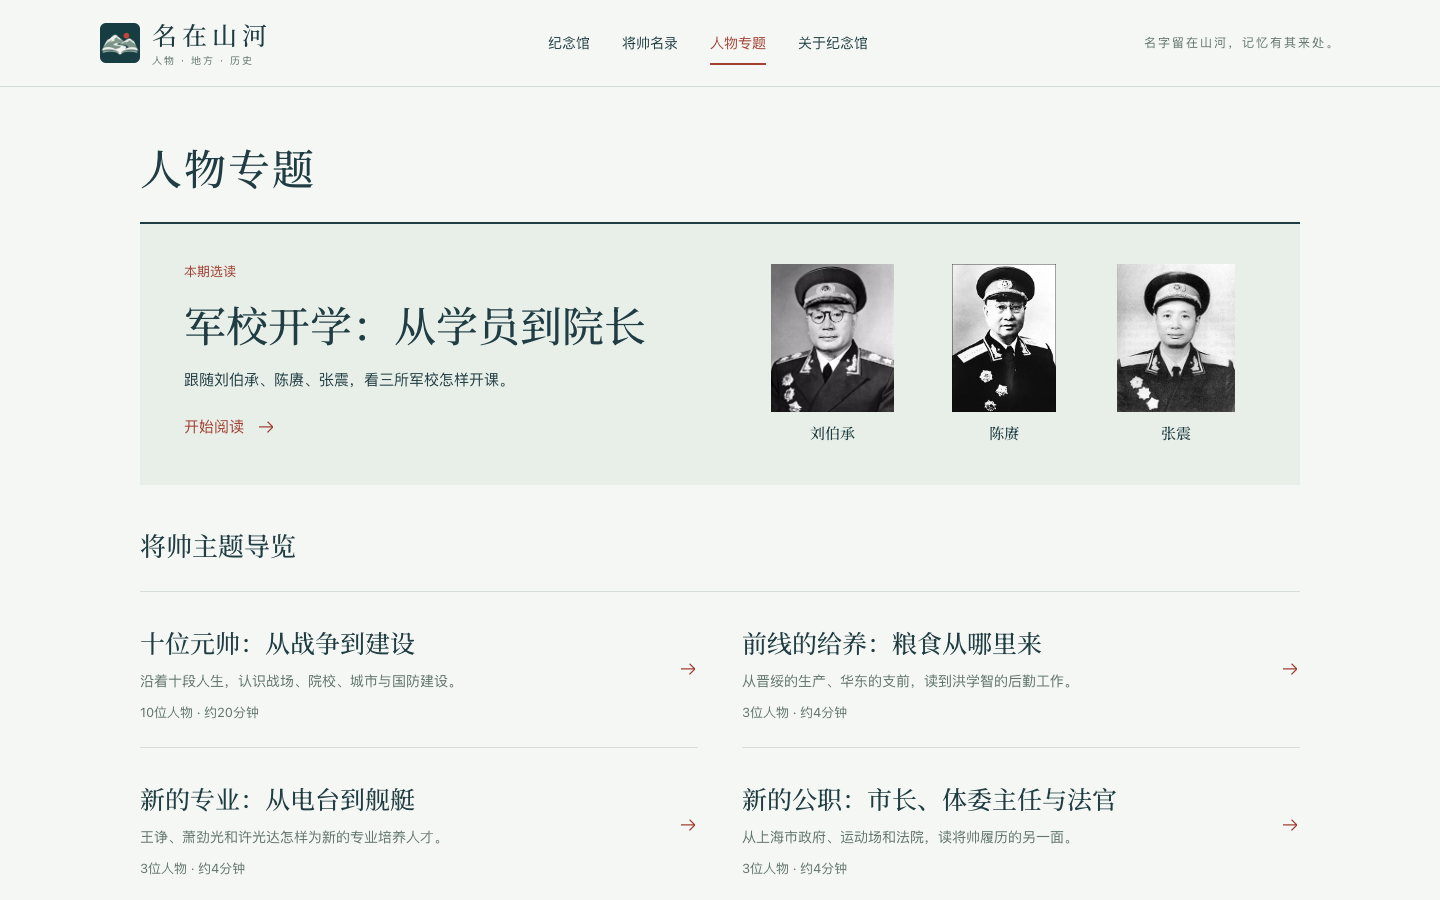 名在山河
人物 · 地方 · 历史
纪念馆
将帅名录
人物专题
关于纪念馆
名字留在山河，记忆有其来处。
人物专题
本期选读
军校开学：从学员到院长
跟随刘伯承、陈赓、张震，看三所军校怎样开课。
开始阅读 →
刘伯承
陈赓
张震
将帅主题导览
十位元帅：从战争到建设
沿着十段人生，认识战场、院校、城市与国防建设。
10位人物 · 约20分钟
前线的给养：粮食从哪里来
从晋绥的生产、华东的支前，读到洪学智的后勤工作。
3位人物 · 约4分钟
新的专业：从电台到舰艇
王诤、萧劲光和许光达怎样为新的专业培养人才。
3位人物 · 约4分钟
新的公职：市长、体委主任与法官
从上海市政府、运动场和法院，读将帅履历的另一面。
3位人物 · 约4分钟